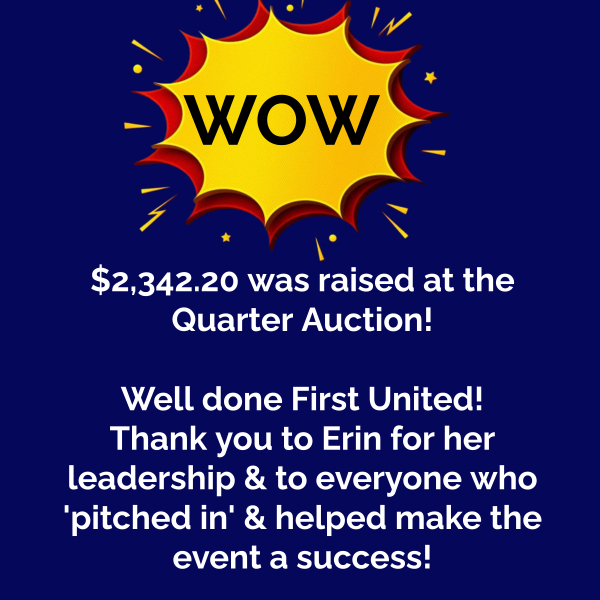 WOW
$2,342.20 was raised at the
Quarter Auction!
Well done First United!
Thank you to Erin for her
leadership & to everyone who
'pitched in' & helped make the
event a success!